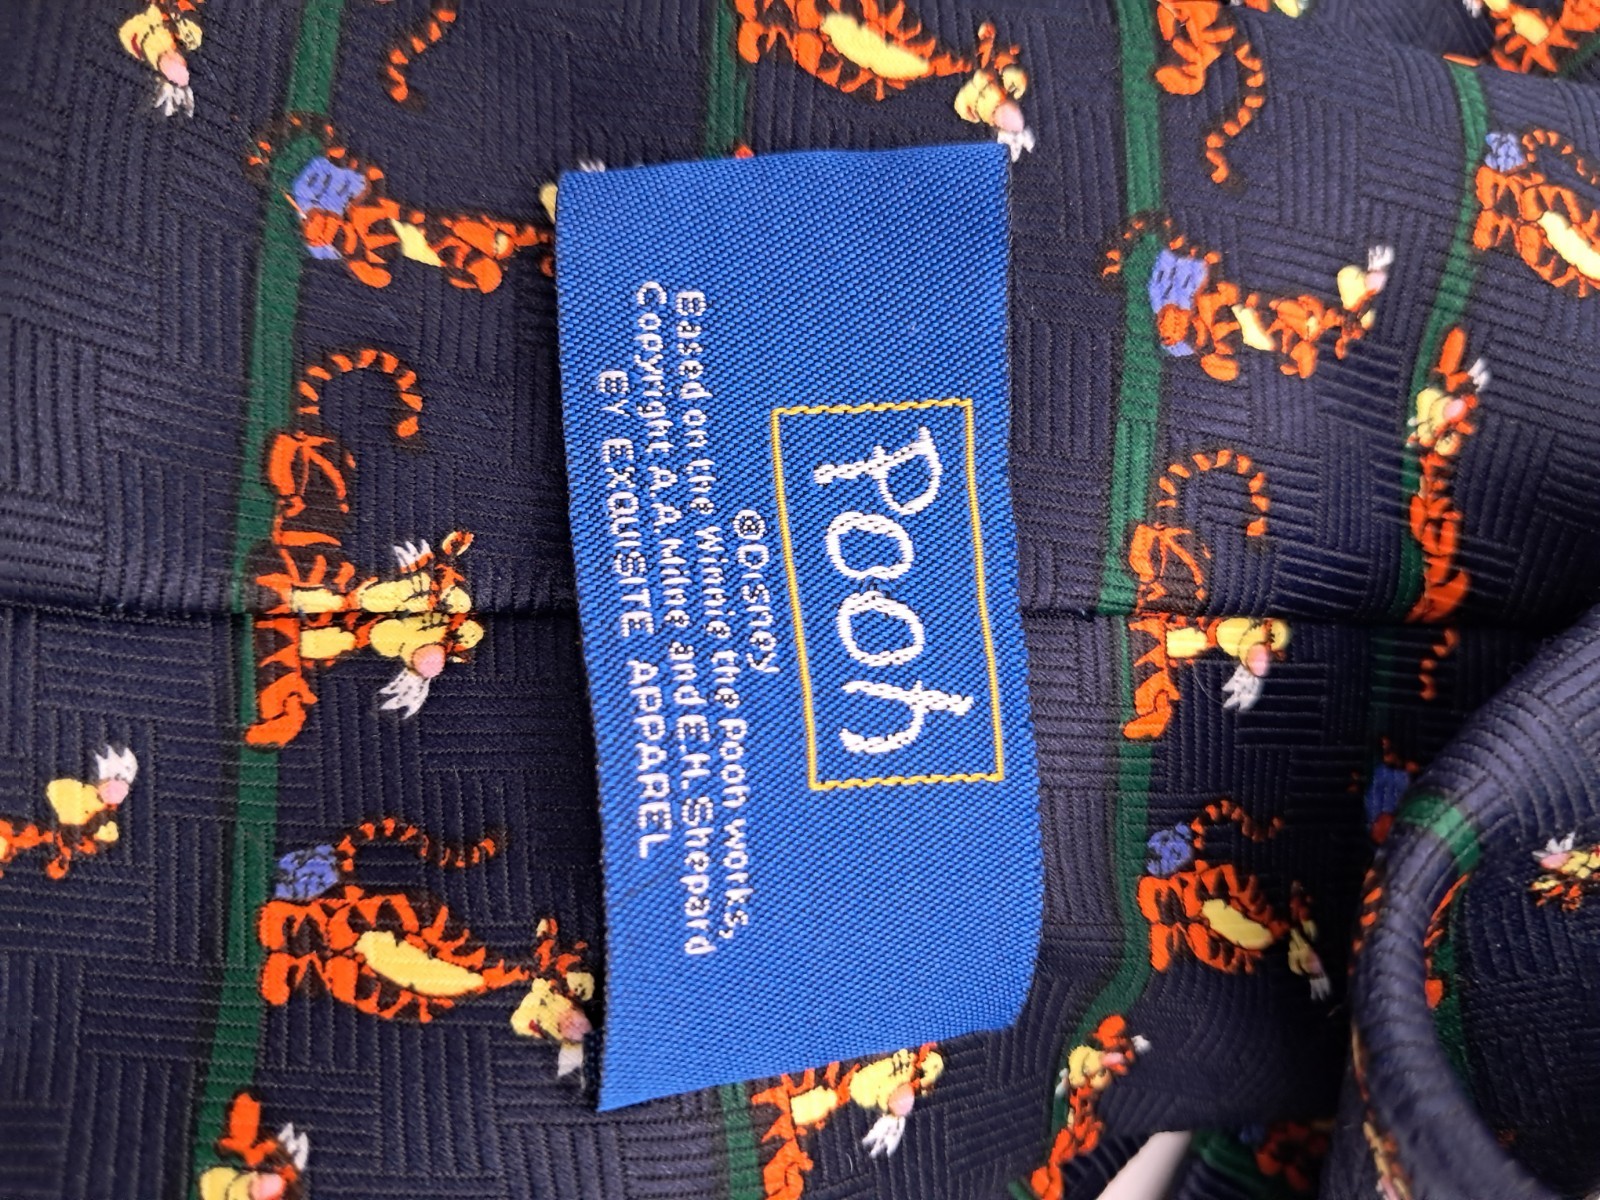 Pooh
©Disney
Based on the Winnie the Pooh works,
Copyright A.A.Milne and E.H.Shepard
BY EXQUISITE APPAREL